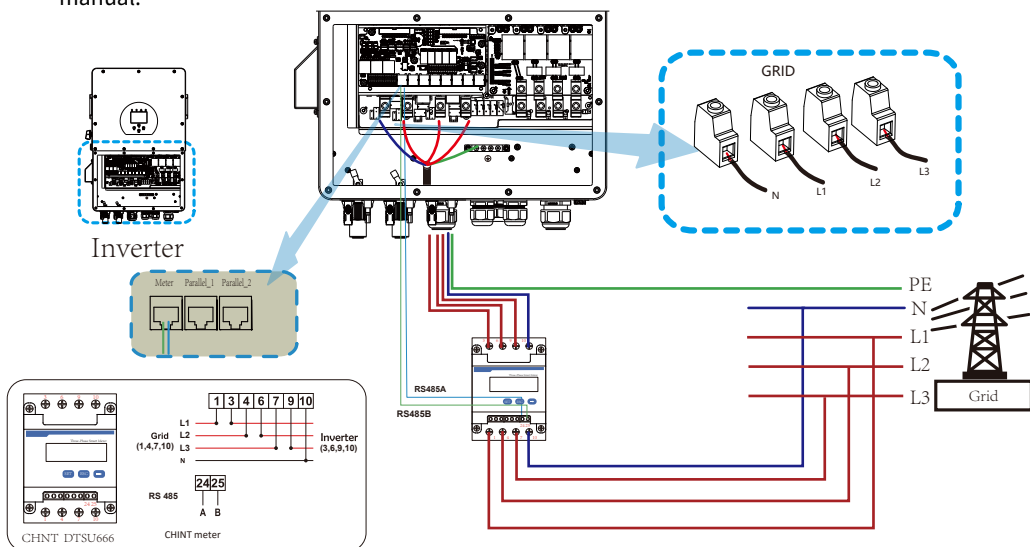 manual.
GRID
N
L1
L2
L3
Inverter
Meter Parallel_1 Parallel_2
PE
N
L1
L2
L3
Grid
RS485A
RS485B
1 3 4 6 7 9 10
L1
L2
L3
N
Grid
(1,4,7,10)
Inverter
(3,6,9,10)
24 25
RS 485
A B
CHNT DTSU666
CHINT meter